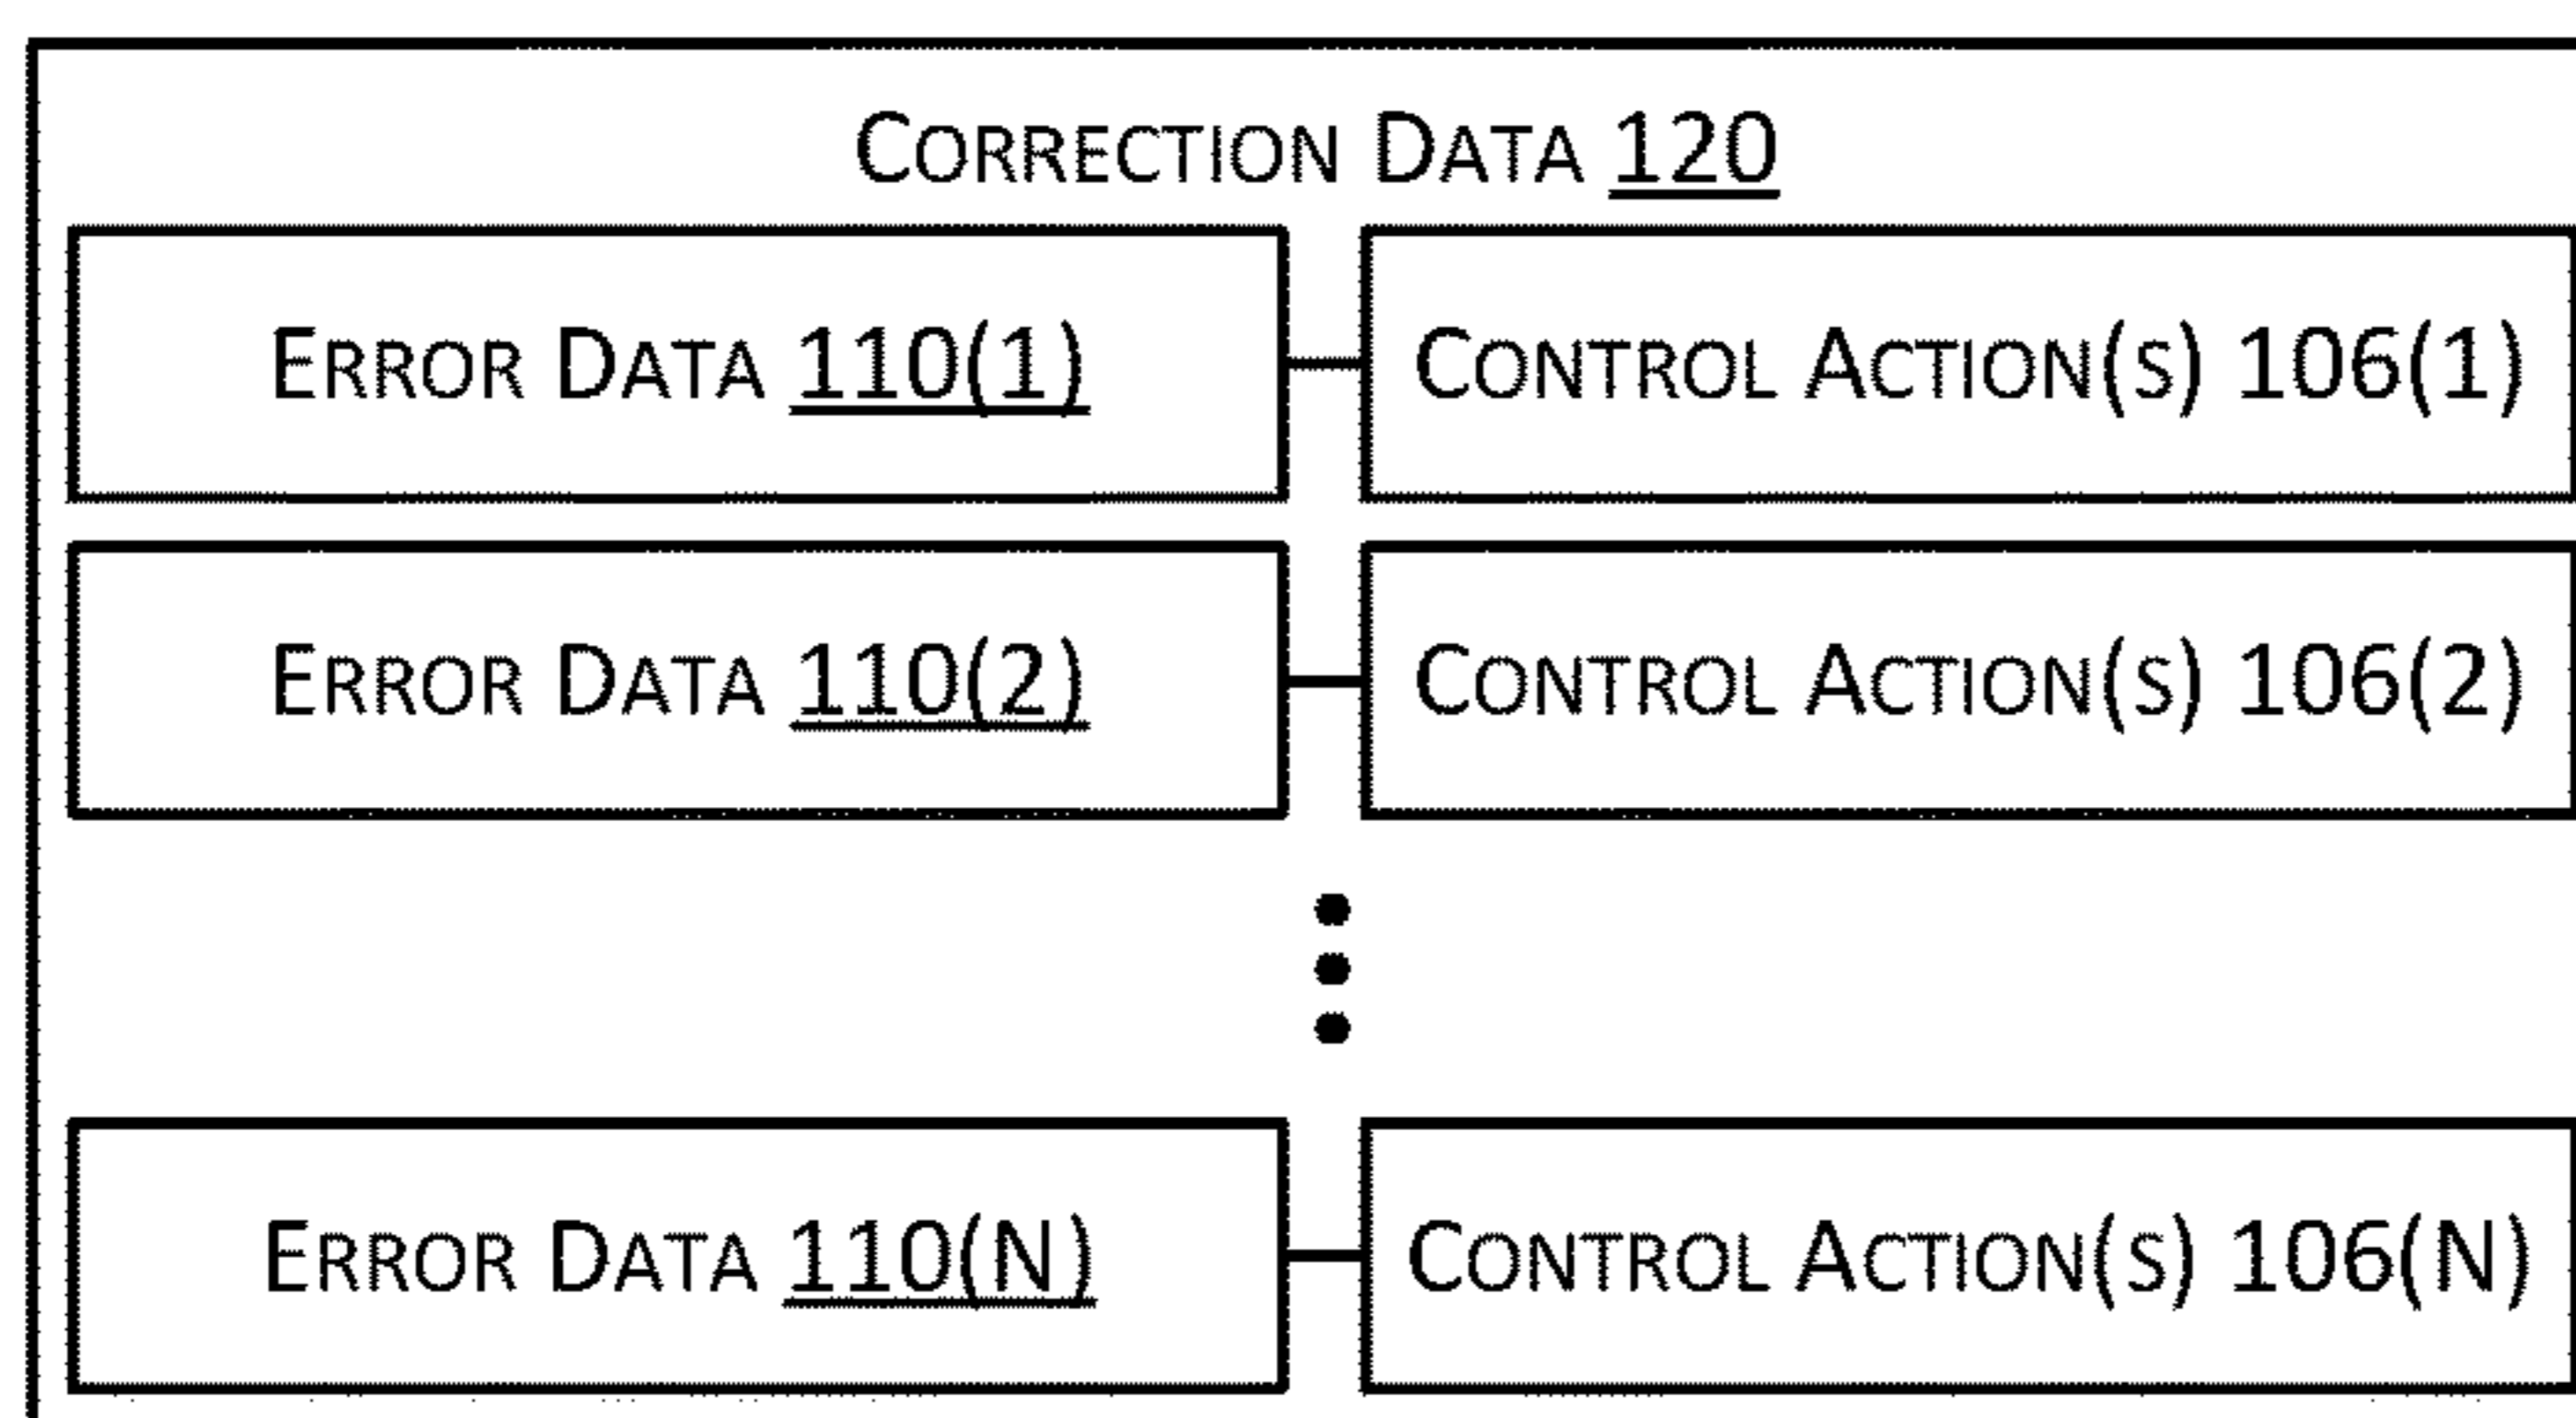 CORRECTION DATA 120
ERROR DATA 110(1)
CONTROL ACTION(S) 106(1)
ERROR DATA 110(2)
CONTROL ACTION(S) 106(2)
ERROR DATA 110(N)
CONTROL ACTION(S) 106(N)